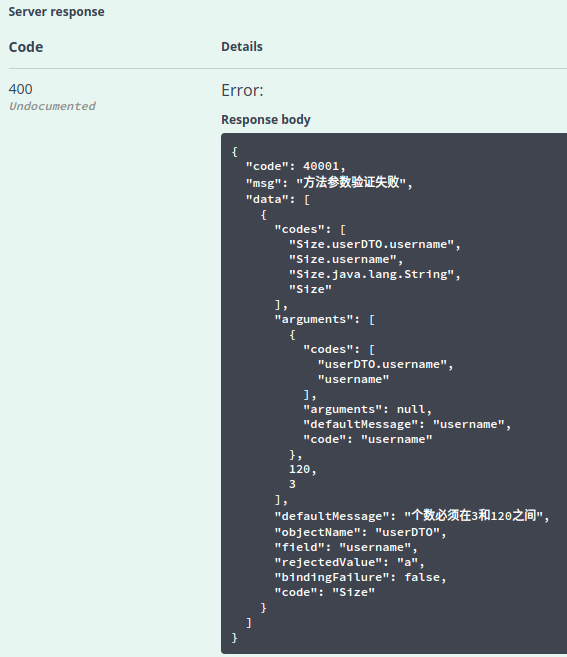 Server response
Code Details
400 Error:
Undocumented
Response body
{
  "code": 40001,
  "msg": "方法参数验证失败",
  "data": [
    {
      "codes": [
        "Size.userDTO.username",
        "Size.username",
        "Size.java.lang.String",
        "Size"
      ],
      "arguments": [
        {
          "codes": [
            "userDTO.username",
            "username"
          ],
          "arguments": null,
          "defaultMessage": "username",
          "code": "username"
        },
        120,
        3
      ],
      "defaultMessage": "个数必须在3和120之间",
      "objectName": "userDTO",
      "field": "username",
      "rejectedValue": "a",
      "bindingFailure": false,
      "code": "Size"
    }
  ]
}